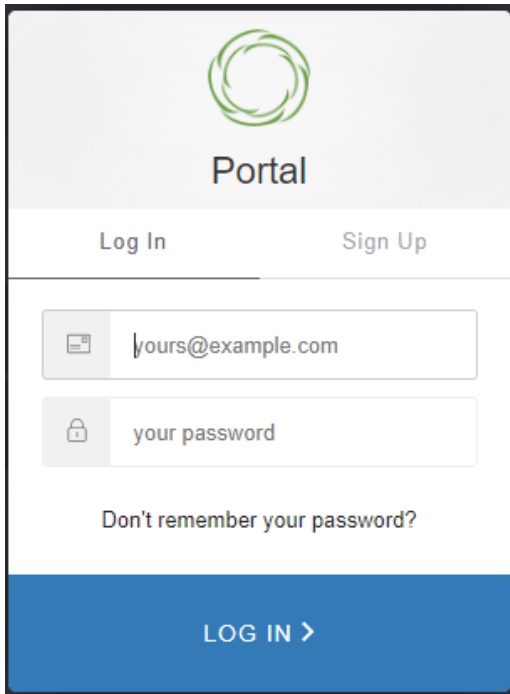 Portal
Log In Sign Up
yours@example.com
your password
Don't remember your password?
LOG IN